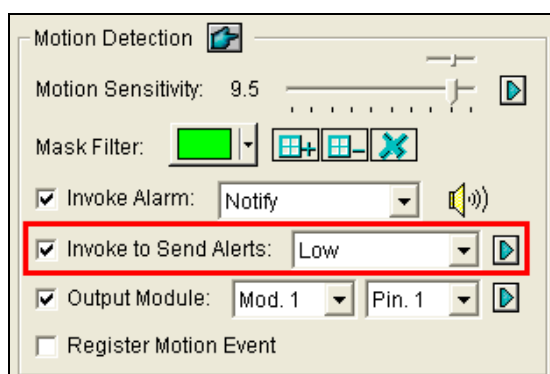 Motion Detection
Motion Sensitivity: 9.5
Mask Filter:
Invoke Alarm: Notify
Invoke to Send Alerts: Low
Output Module: Mod. 1 Pin. 1
Register Motion Event